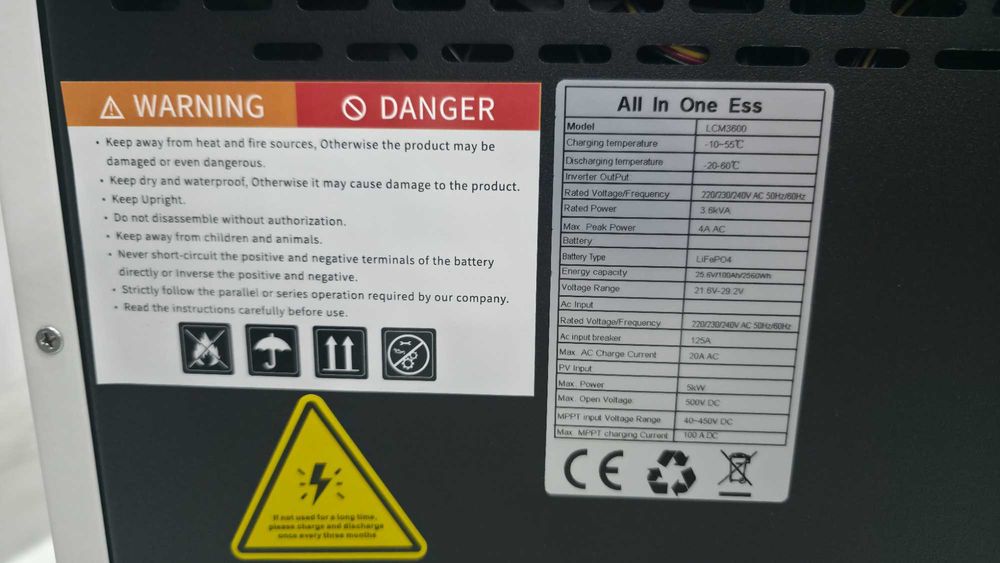 WARNING DANGER
• Keep away from heat and fire sources, Otherwise the product may be
damaged or even dangerous.
• Keep dry and waterproof, Otherwise it may cause damage to the product.
• Keep Upright.
• Do not disassemble without authorization.
• Keep away from children and animals.
• Never short-circuit the positive and negative terminals of the battery
directly or inverse the positive and negative.
• Strictly follow the parallel or series operation required by our company.
• Read the instructions carefully before use.
If not used for a long time,
please charge and discharge
once every three months
All In One Ess
Model LCM3600
Charging temperature -10~55℃
Discharging temperature -20-60℃
Inverter OutPut
Rated Voltage/Frequency 220/230/240V AC 50Hz/60Hz
Rated Power 3.6kVA
Max. Peak Power 4A AC
Battery
Battery Type LiFePO4
Energy capacity 25.6V/100Ah/2560Wh
Voltage Range 21.6V-29.2V
Ac Input
Rated Voltage/Frequency 220/230/240V AC 50Hz/60Hz
Ac input breaker 125A
Max. AC Charge Current 20A AC
PV Input
Max. Power 5kW
Max. Open Voltage 500V DC
MPPT input Voltage Range 40~450V DC
Max. MPPT charging Current 100 A DC
CE